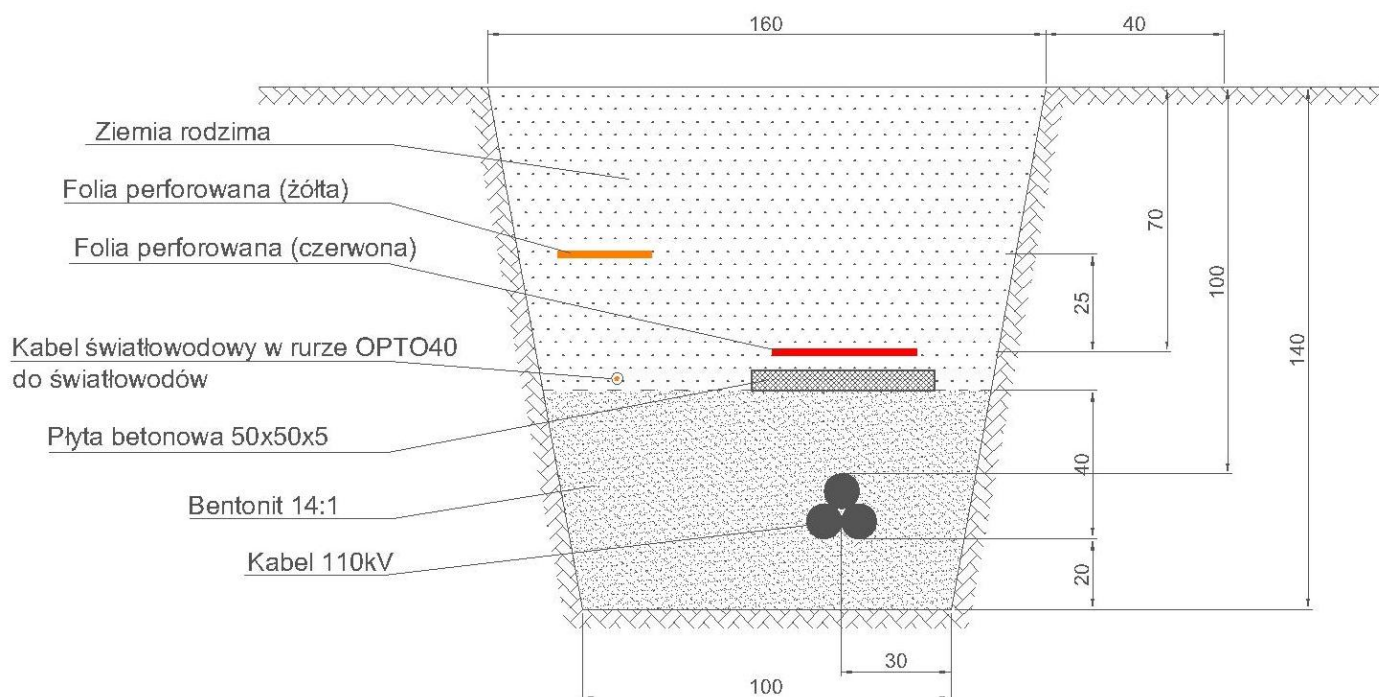 160
40
Ziemia rodzima
Folia perforowana (żółta)
Folia perforowana (czerwona)
Kabel światłowodowy w rurze OPTO40
do światłowodów
Płyta betonowa 50x50x5
Bentonit 14:1
Kabel 110kV
70
100
25
140
40
20
30
100